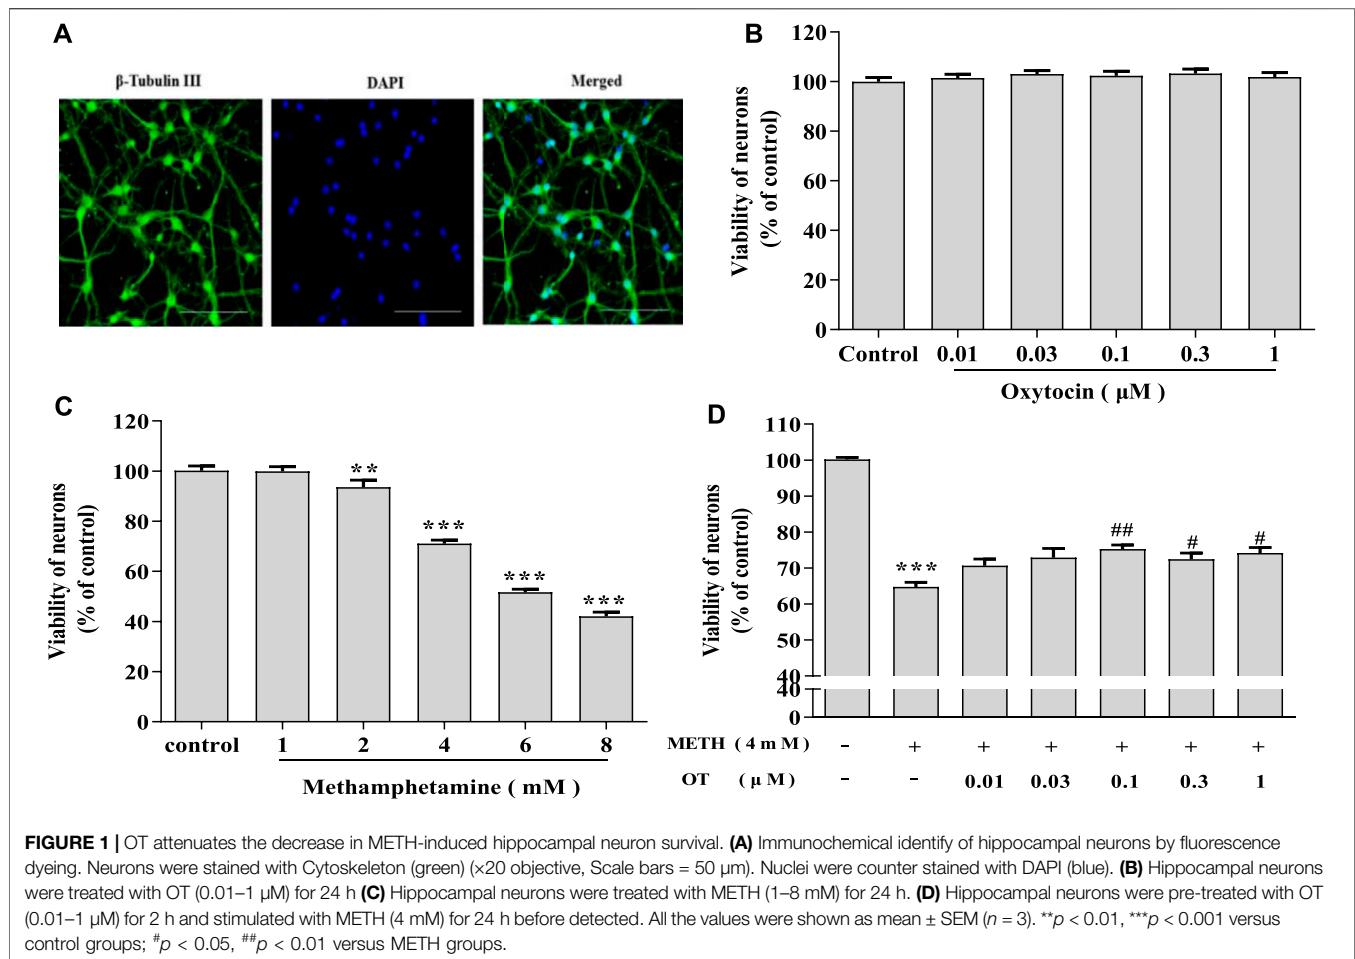 A
β-Tubulin III DAPI Merged
B
120
100
80
60
40
20
0
Viability of neurons
(% of control)
Control 0.01 0.03 0.1 0.3 1
Oxytocin ( μM )
C
120
100
80
60
40
20
0
Viability of neurons
(% of control)
** *** *** ***
control 1 2 4 6 8
Methamphetamine ( mM )
D
110
100
90
80
70
60
50
40
40
0
Viability of neurons
(% of control)
*** ## # #
METH ( 4 m M ) - + + + + + +
OT ( μ M ) - - 0.01 0.03 0.1 0.3 1
FIGURE 1 | OT attenuates the decrease in METH-induced hippocampal neuron survival. (A) Immunochemical identify of hippocampal neurons by fluorescence
dyeing. Neurons were stained with Cytoskeleton (green) (×20 objective, Scale bars = 50 μm). Nuclei were counter stained with DAPI (blue). (B) Hippocampal neurons
were treated with OT (0.01–1 μM) for 24 h (C) Hippocampal neurons were treated with METH (1–8 mM) for 24 h. (D) Hippocampal neurons were pre-treated with OT
(0.01–1 μM) for 2 h and stimulated with METH (4 mM) for 24 h before detected. All the values were shown as mean ± SEM (n = 3). **p < 0.01, ***p < 0.001 versus
control groups; #p < 0.05, ##p < 0.01 versus METH groups.